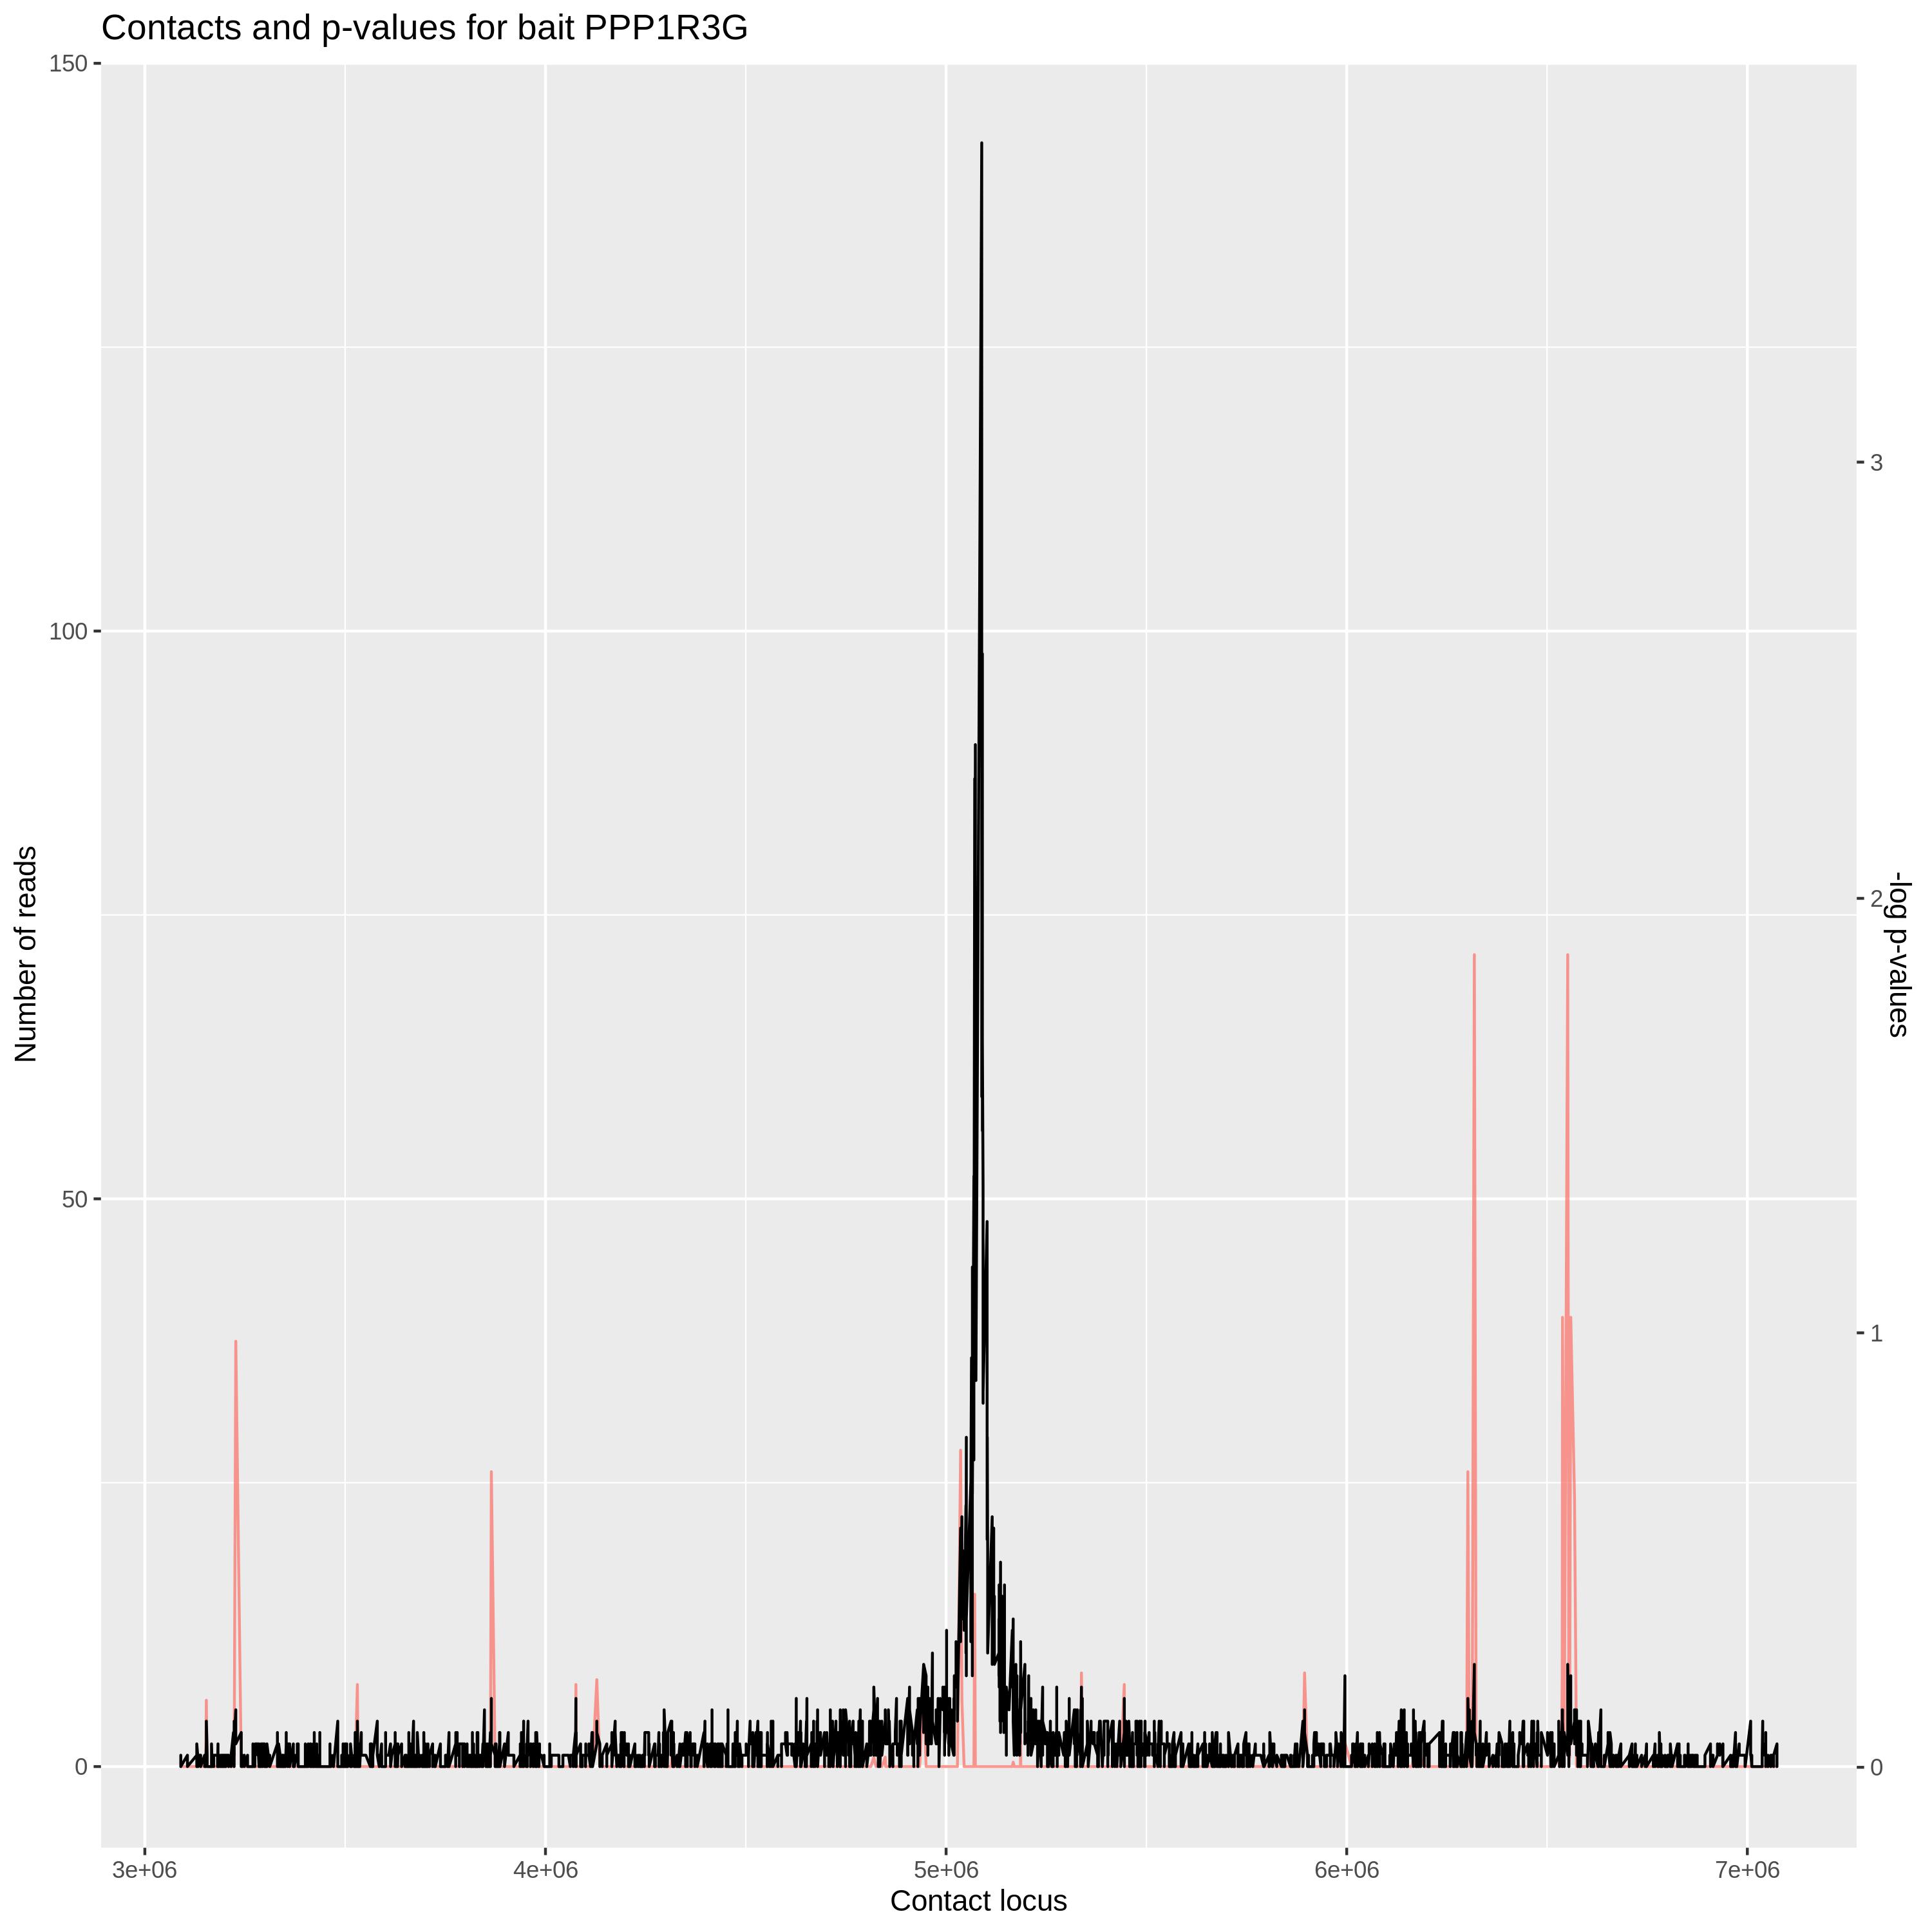 Contacts and p-values for bait PPP1R3G
150
100
50
0
Number of reads
3
2
1
0
-log p-values
3e+06 4e+06 5e+06 6e+06 7e+06
Contact locus